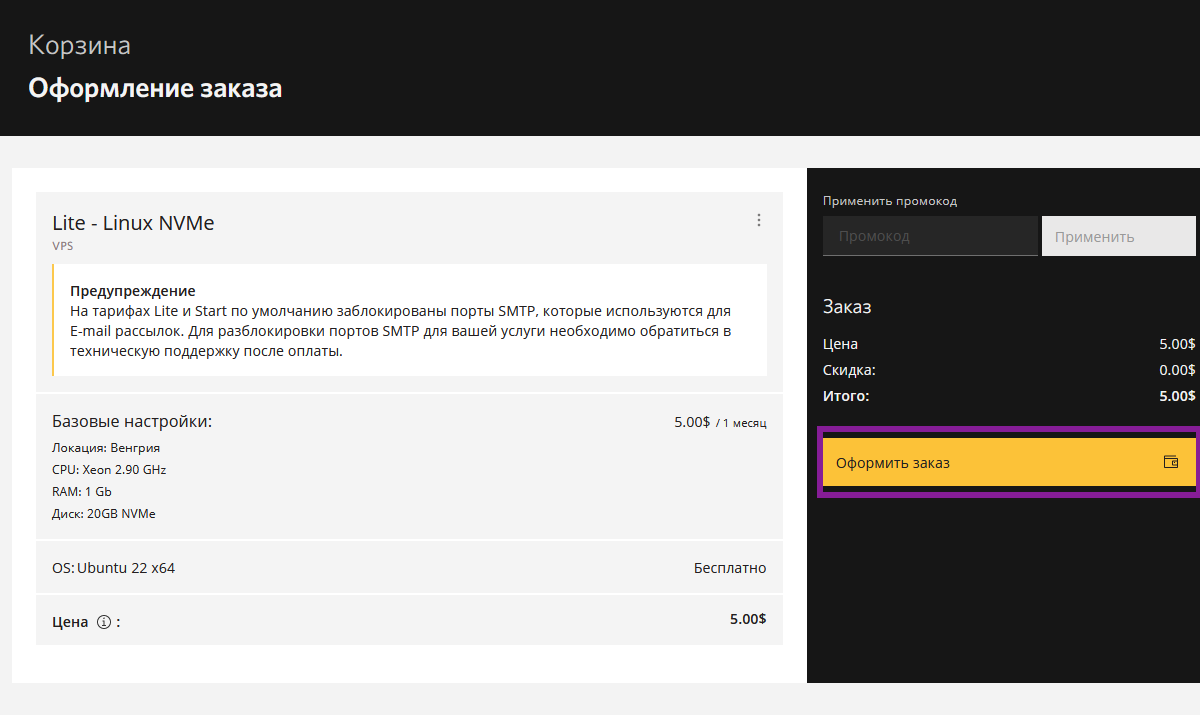 Корзина
Оформление заказа
Lite - Linux NVMe
VPS
Предупреждение
На тарифах Lite и Start по умолчанию заблокированы порты SMTP, которые используются для
E-mail рассылок. Для разблокировки портов SMTP для вашей услуги необходимо обратиться в
техническую поддержку после оплаты.
Базовые настройки:
5.00$ / 1 месяц
Локация: Венгрия
CPU: Xeon 2.90 GHz
RAM: 1 Gb
Диск: 20GB NVMe
OS: Ubuntu 22 x64
Бесплатно
Цена :
5.00$
Применить промокод
Промокод
Применить
Заказ
Цена 5.00$
Скидка: 0.00$
Итого: 5.00$
Оформить заказ